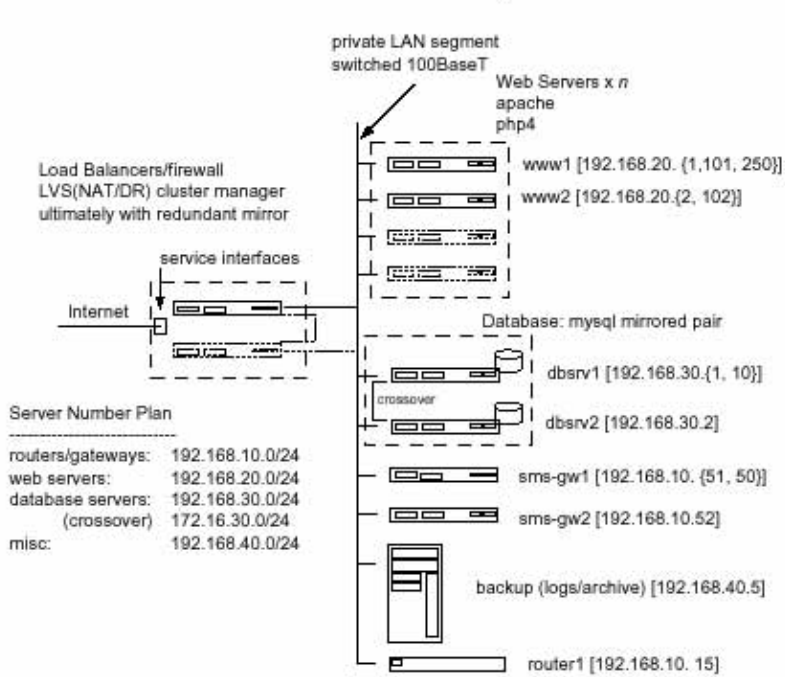 private LAN segment
switched 100BaseT
Web Servers x n
apache
php4
www1 [192.168.20. {1,101, 250}]
www2 [192.168.20.{2, 102}]
Load Balancers/firewall
LVS(NAT/DR) cluster manager
ultimately with redundant mirror
service interfaces
Internet
Database: mysql mirrored pair
dbsrv1 [192.168.30.{1, 10}]
crossover
dbsrv2 [192.168.30.2]
Server Number Plan
------------------------------
routers/gateways: 192.168.10.0/24
web servers: 192.168.20.0/24
database servers: 192.168.30.0/24
(crossover) 172.16.30.0/24
misc: 192.168.40.0/24
sms-gw1 [192.168.10. {51, 50}]
sms-gw2 [192.168.10.52]
backup (logs/archive) [192.168.40.5]
router1 [192.168.10. 15]